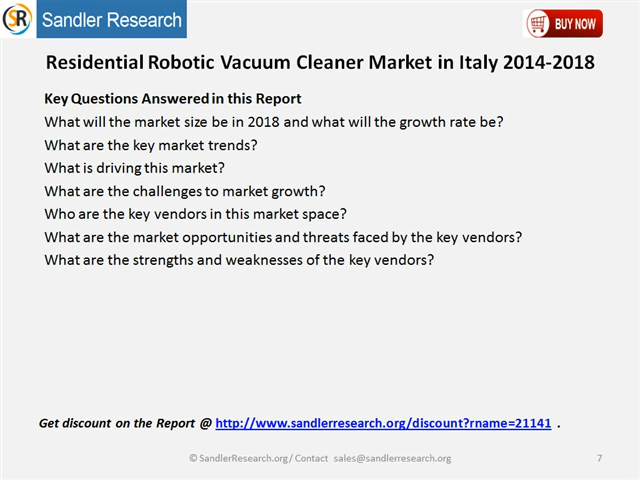 SR Sandler Research
BUY NOW
Residential Robotic Vacuum Cleaner Market in Italy 2014-2018
Key Questions Answered in this Report
What will the market size be in 2018 and what will the growth rate be?
What are the key market trends?
What is driving this market?
What are the challenges to market growth?
Who are the key vendors in this market space?
What are the market opportunities and threats faced by the key vendors?
What are the strengths and weaknesses of the key vendors?
Get discount on the Report @ http://www.sandlerresearch.org/discount?rname=21141 .
© SandlerResearch.org/ Contact sales@sandlerresearch.org 7